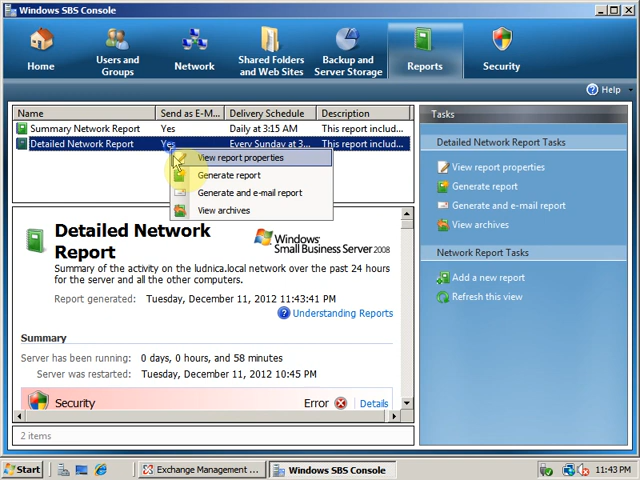 Windows SBS Console
Home
Users and
Groups
Network
Shared Folders
and Web Sites
Backup and
Server Storage
Reports
Security
Help
Name
Send as E-M...
Delivery Schedule
Description
Summary Network Report
Yes
Daily at 3:15 AM
This report includ...
Detailed Network Report
Yes
Every Sunday at 3...
This report includ...
View report properties
Generate report
Generate and e-mail report
View archives
Detailed Network
Report
Windows
Small Business Server 2008
Summary of the activity on the ludnica.local network over the past 24 hours
for the server and all the other computers.
Report generated: Tuesday, December 11, 2012 11:43:41 PM
Understanding Reports
Summary
Server has been running: 0 days, 0 hours, and 58 minutes
Server was restarted: Tuesday, December 11, 2012 10:45 PM
Security
Error
Details
2 items
Tasks
Detailed Network Report Tasks
View report properties
Generate report
Generate and e-mail report
View archives
Network Report Tasks
Add a new report
Refresh this view
Start
Exchange Management ...
Windows SBS Console
11:43 PM